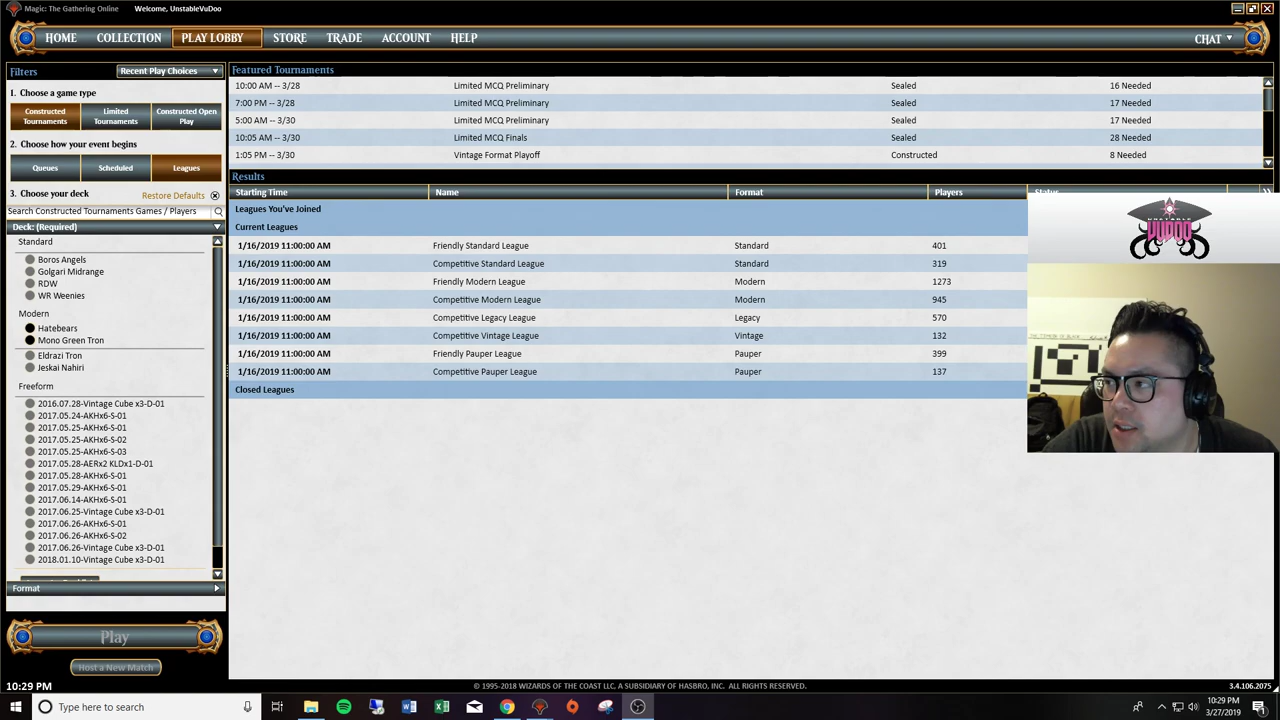 Magic: The Gathering Online Welcome, UnstableVuDoo
HOME COLLECTION PLAY LOBBY STORE TRADE ACCOUNT HELP CHAT
Filters Recent Play Choices
1. Choose a game type
Constructed Tournaments Limited Tournaments Constructed Open Play
2. Choose how your event begins
Queues Scheduled Leagues
3. Choose your deck Restore Defaults
Search Constructed Tournaments Games / Players
Deck: (Required)
Standard
Boros Angels
Golgari Midrange
RDW
WR Weenies
Modern
Hatebears
Mono Green Tron
Eldrazi Tron
Jeskai Nahiri
Freeform
2016.07.28-Vintage Cube x3-D-01
2017.05.24-AKHx6-S-01
2017.05.25-AKHx6-S-01
2017.05.25-AKHx6-S-02
2017.05.25-AKHx6-S-03
2017.05.28-AERx2 KLDx1-D-01
2017.05.28-AKHx6-S-01
2017.05.29-AKHx6-S-01
2017.06.14-AKHx6-S-01
2017.06.25-Vintage Cube x3-D-01
2017.06.26-AKHx6-S-01
2017.06.26-AKHx6-S-02
2017.06.26-Vintage Cube x3-D-01
2018.01.10-Vintage Cube x3-D-01
Format
Play
Host a New Match
10:29 PM
Featured Tournaments
10:00 AM -- 3/28 Limited MCQ Preliminary Sealed 16 Needed
7:00 PM -- 3/28 Limited MCQ Preliminary Sealed 17 Needed
5:00 AM -- 3/30 Limited MCQ Preliminary Sealed 17 Needed
10:05 AM -- 3/30 Limited MCQ Finals Sealed 28 Needed
1:05 PM -- 3/30 Vintage Format Playoff Constructed 8 Needed
Results
Starting Time Name Format Players Status
Leagues You've Joined
Current Leagues
1/16/2019 11:00:00 AM Friendly Standard League Standard 401
1/16/2019 11:00:00 AM Competitive Standard League Standard 319
1/16/2019 11:00:00 AM Friendly Modern League Modern 1273
1/16/2019 11:00:00 AM Competitive Modern League Modern 945
1/16/2019 11:00:00 AM Competitive Legacy League Legacy 570
1/16/2019 11:00:00 AM Competitive Vintage League Vintage 132
1/16/2019 11:00:00 AM Friendly Pauper League Pauper 399
1/16/2019 11:00:00 AM Competitive Pauper League Pauper 137
Closed Leagues
UNSTABLE
VUDOO
© 1995-2018 WIZARDS OF THE COAST LLC, A SUBSIDIARY OF HASBRO, INC. ALL RIGHTS RESERVED.
3.4.106.2075
Type here to search
10:29 PM
3/27/2019